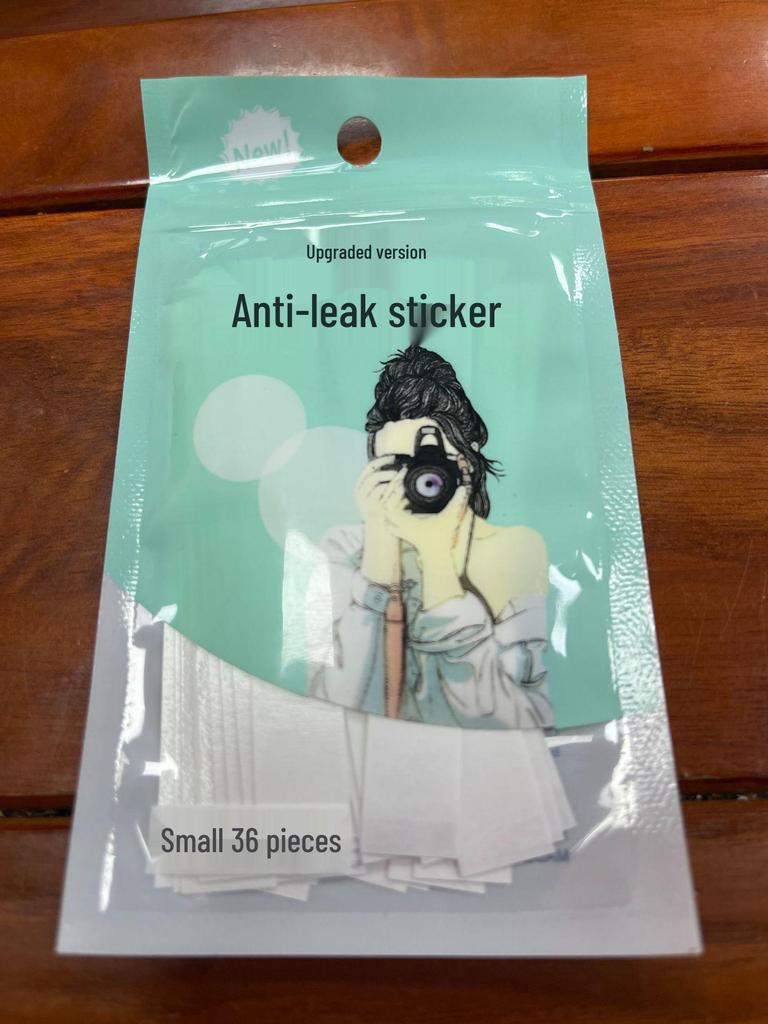 New!
Upgraded version
Anti-leak sticker
Small 36 pieces